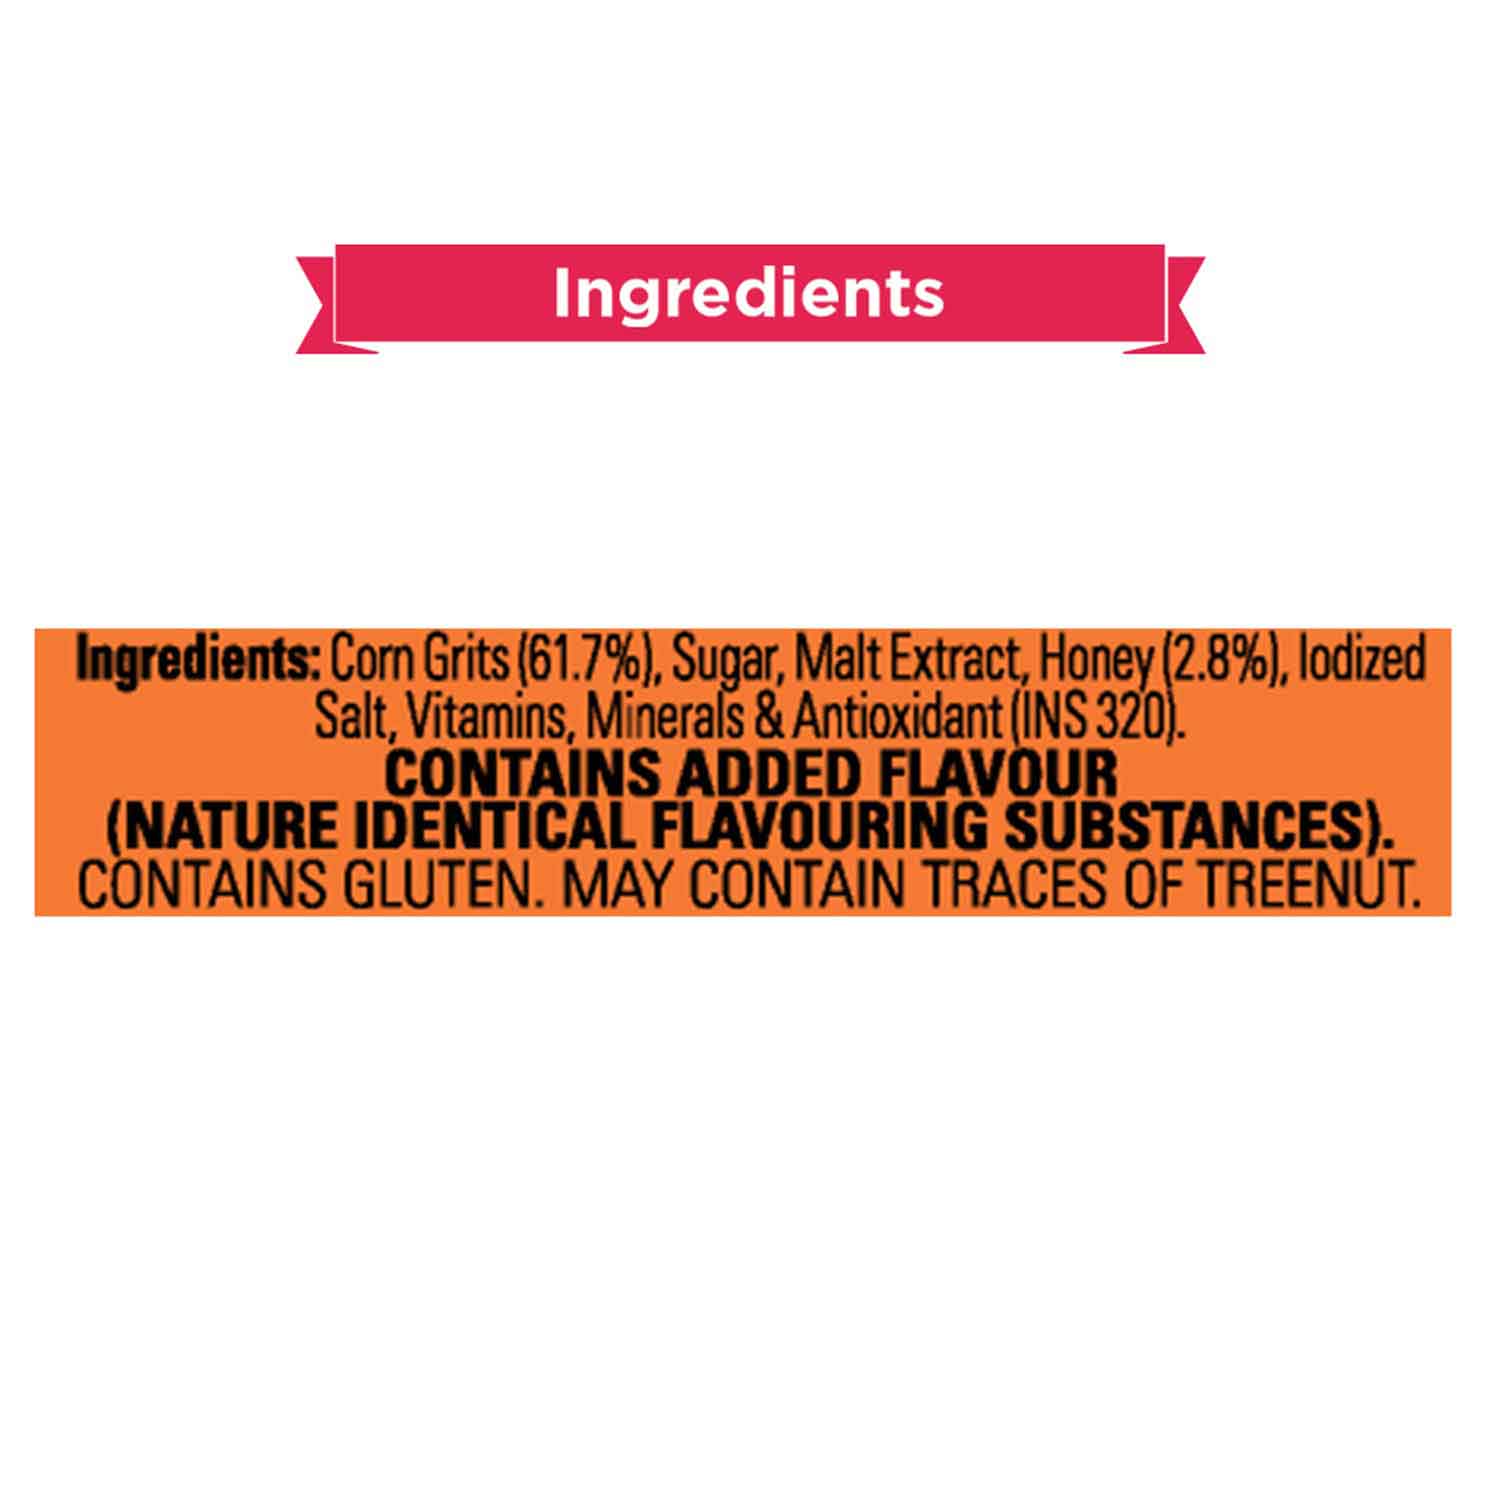 Ingredients
Ingredients: Corn Grits (61.7%), Sugar, Malt Extract, Honey (2.8%), Iodized
Salt, Vitamins, Minerals & Antioxidant (INS 320).
CONTAINS ADDED FLAVOUR
(NATURE IDENTICAL FLAVOURING SUBSTANCES).
CONTAINS GLUTEN. MAY CONTAIN TRACES OF TREENUT.